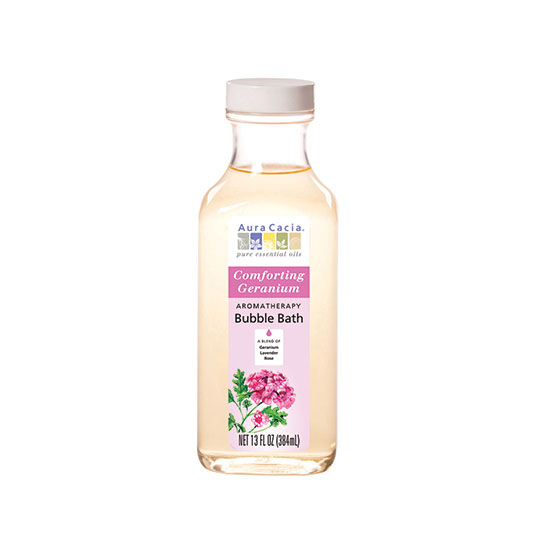 Aura Cacia®
pure essential oils
Comforting
Geranium
AROMATHERAPY
Bubble Bath
A BLEND OF
Geranium
Lavender
Rose
NET 13 FL OZ (384mL)